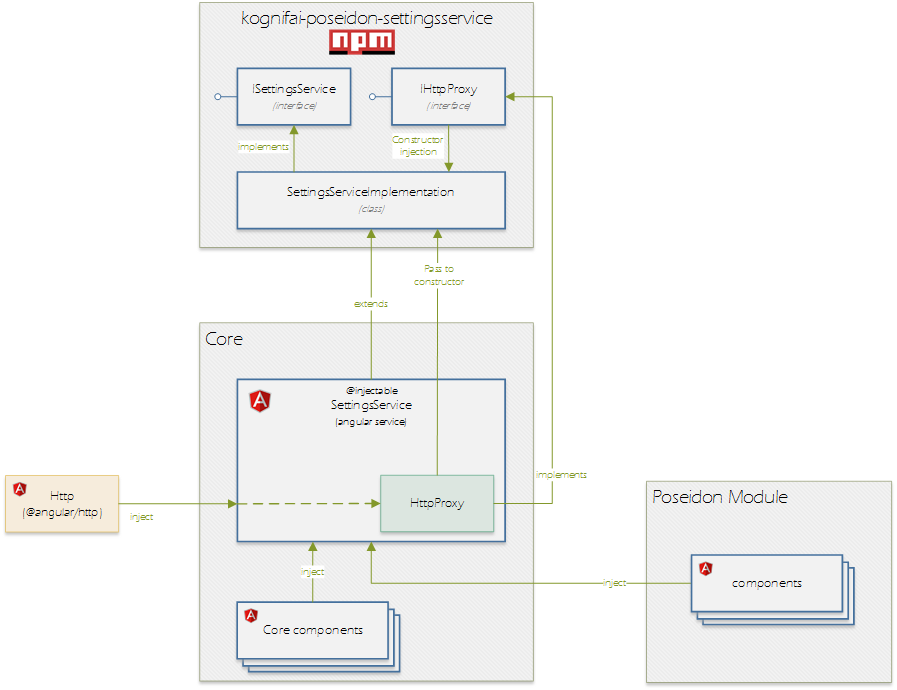 kognifai-poseidon-settingsservice
npm
ISettingsService
(interface)
IHttpProxy
(interface)
implements
Constructor
Injection
SettingsServiceImplementation
(class)
Pass to
constructor
extends
Core
A
@injectable
SettingsService
(angular service)
A
Http
(@angular/http)
inject
HttpProxy
implements
Poseidon Module
A
components
inject
inject
A
Core components